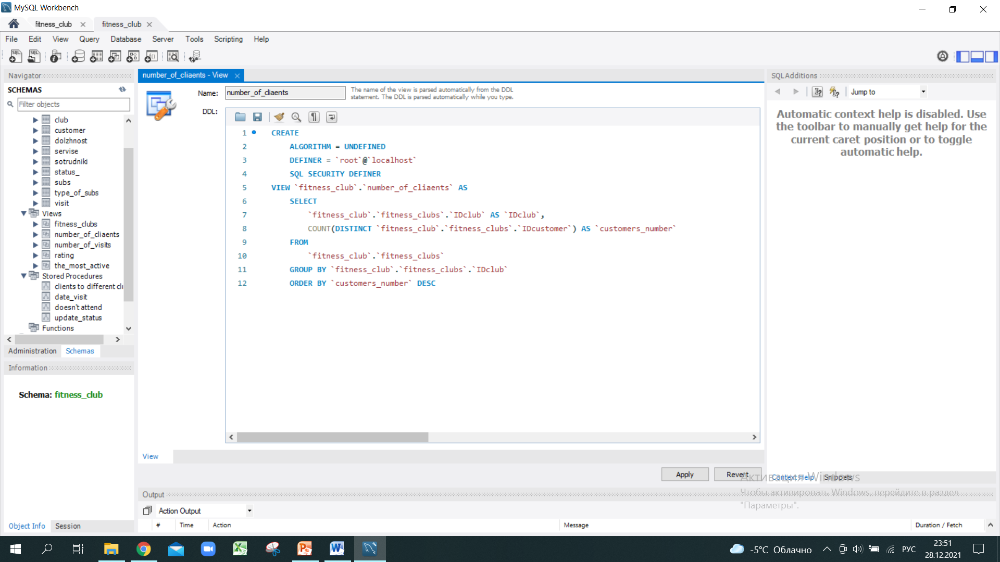 MySQL Workbench
fitness_club
fitness_club
File Edit View Query Database Server Tools Scripting Help
Navigator
SCHEMAS
Filter objects
club
customer
dolzhnost
servise
sotrudniki
status_
subs
type_of_subs
visit
Views
fitness_clubs
number_of_cliaents
number_of_visits
rating
the_most_active
Stored Procedures
clients to different clu
date_visit
doesn't attend
update_status
Functions
Administration Schemas
Information
Schema: fitness_club
Object Info Session
number_of_cliaents - View
Name: number_of_cliaents
The name of the view is parsed automatically from the DDL
statement. The DDL is parsed automatically while you type.
DDL:
1 CREATE
2 ALGORITHM = UNDEFINED
3 DEFINER = `root`@`localhost`
4 SQL SECURITY DEFINER
5 VIEW `fitness_club`.`number_of_cliaents` AS
6 SELECT
7 `fitness_club`.`fitness_clubs`.`IDclub` AS `IDclub`,
8 COUNT(DISTINCT `fitness_club`.`fitness_clubs`.`IDcustomer`) AS `customers_number`
9 FROM
10 `fitness_club`.`fitness_clubs`
11 GROUP BY `fitness_club`.`fitness_clubs`.`IDclub`
12 ORDER BY `customers_number` DESC
View
Apply Revert
Output
Action Output
# Time Action Message Duration / Fetch
SQLAdditions
Jump to
Automatic context help is disabled. Use
the toolbar to manually get help for the
current caret position or to toggle
automatic help.
Context Help Snippets
Активация Windows
Чтобы активировать Windows, перейдите в раздел
"Параметры".
-5°C Облачно
РУС
23:51
28.12.2021